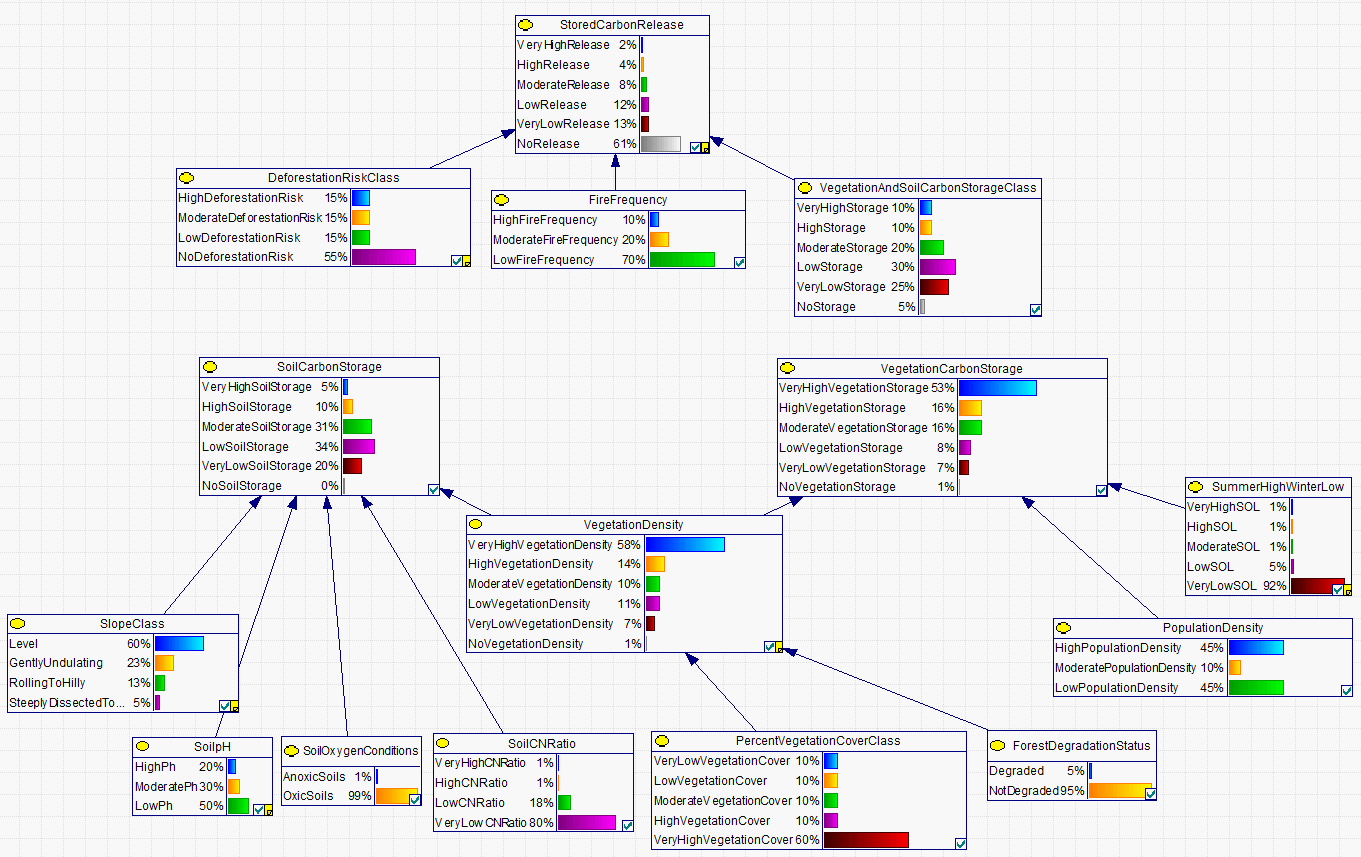 StoredCarbonRelease
VeryHighRelease 2%
HighRelease 4%
ModerateRelease 8%
LowRelease 12%
VeryLowRelease 13%
NoRelease 61%
DeforestationRiskClass
HighDeforestationRisk 15%
ModerateDeforestationRisk 15%
LowDeforestationRisk 15%
NoDeforestationRisk 55%
FireFrequency
HighFireFrequency 10%
ModerateFireFrequency 20%
LowFireFrequency 70%
VegetationAndSoilCarbonStorageClass
VeryHighStorage 10%
HighStorage 10%
ModerateStorage 20%
LowStorage 30%
VeryLowStorage 25%
NoStorage 5%
SoilCarbonStorage
VeryHighSoilStorage 5%
HighSoilStorage 10%
ModerateSoilStorage 31%
LowSoilStorage 34%
VeryLowSoilStorage 20%
NoSoilStorage 0%
VegetationCarbonStorage
VeryHighVegetationStorage 53%
HighVegetationStorage 16%
ModerateVegetationStorage 16%
LowVegetationStorage 8%
VeryLowVegetationStorage 7%
NoVegetationStorage 1%
SummerHighWinterLow
VeryHighSOL 1%
HighSOL 1%
ModerateSOL 1%
LowSOL 5%
VeryLowSOL 92%
VegetationDensity
VeryHighVegetationDensity 58%
HighVegetationDensity 14%
ModerateVegetationDensity 10%
LowVegetationDensity 11%
VeryLowVegetationDensity 7%
NoVegetationDensity 1%
SlopeClass
Level 60%
GentlyUndulating 23%
RollingToHilly 13%
SteeplyDissectedTo... 5%
PopulationDensity
HighPopulationDensity 45%
ModeratePopulationDensity 10%
LowPopulationDensity 45%
SoilpH
HighPh 20%
ModeratePh 30%
LowPh 50%
SoilOxygenConditions
AnoxicSoils 1%
OxicSoils 99%
SoilCNRatio
VeryHighCNRatio 1%
HighCNRatio 1%
LowCNRatio 18%
VeryLowCNRatio 80%
PercentVegetationCoverClass
VeryLowVegetationCover 10%
LowVegetationCover 10%
ModerateVegetationCover 10%
HighVegetationCover 10%
VeryHighVegetationCover 60%
ForestDegradationStatus
Degraded 5%
NotDegraded 95%